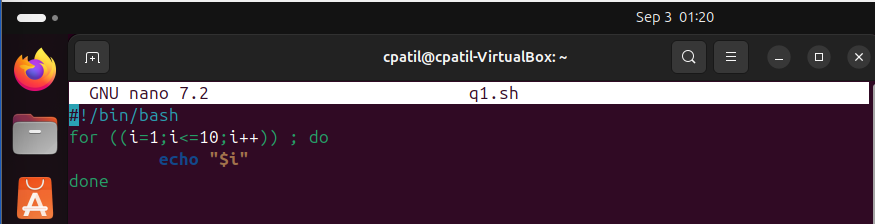 Sep 3 01:20
cpatil@cpatil-VirtualBox: ~
GNU nano 7.2 q1.sh
#!/bin/bash
for ((i=1;i<=10;i++)) ; do
        echo "$i"
done